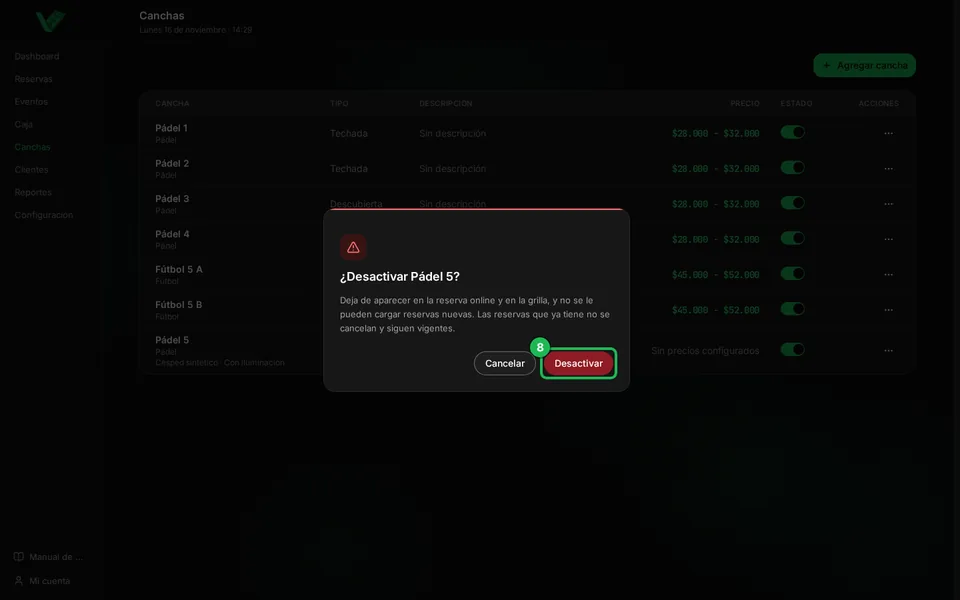 Canchas
Lunes 16 de noviembre · 14:29
Dashboard
Reservas
Eventos
Caja
Canchas
Clientes
Reportes
Configuración
+ Agregar cancha
CANCHA TIPO DESCRIPCIÓN PRECIO ESTADO ACCIONES
Pádel 1
Pádel
Techada Sin descripción $28.000 - $32.000
Pádel 2
Pádel
Techada Sin descripción $28.000 - $32.000
Pádel 3
Pádel
Descubierta Sin descripción $28.000 - $32.000
Pádel 4
Pádel
$28.000 - $32.000
Fútbol 5 A
Fútbol
$45.000 - $52.000
Fútbol 5 B
Fútbol
$45.000 - $52.000
Pádel 5
Pádel
Césped sintético · Con iluminación
Sin precios configurados
¿Desactivar Pádel 5?
Deja de aparecer en la reserva online y en la grilla, y no se le
pueden cargar reservas nuevas. Las reservas que ya tiene no se
cancelan y siguen vigentes.
8
Cancelar Desactivar
Manual de ...
Mi cuenta